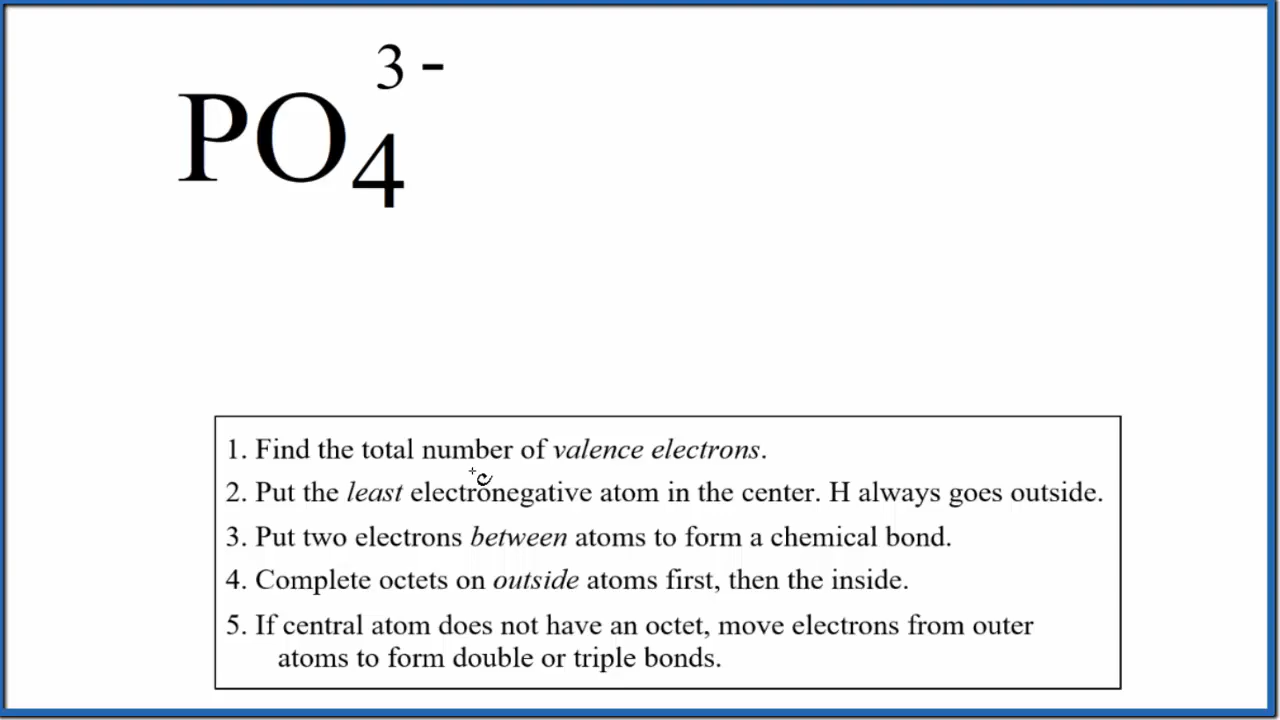 PO₄³⁻
1. Find the total number of valence electrons.
2. Put the least electronegative atom in the center. H always goes outside.
3. Put two electrons between atoms to form a chemical bond.
4. Complete octets on outside atoms first, then the inside.
5. If central atom does not have an octet, move electrons from outer
atoms to form double or triple bonds.